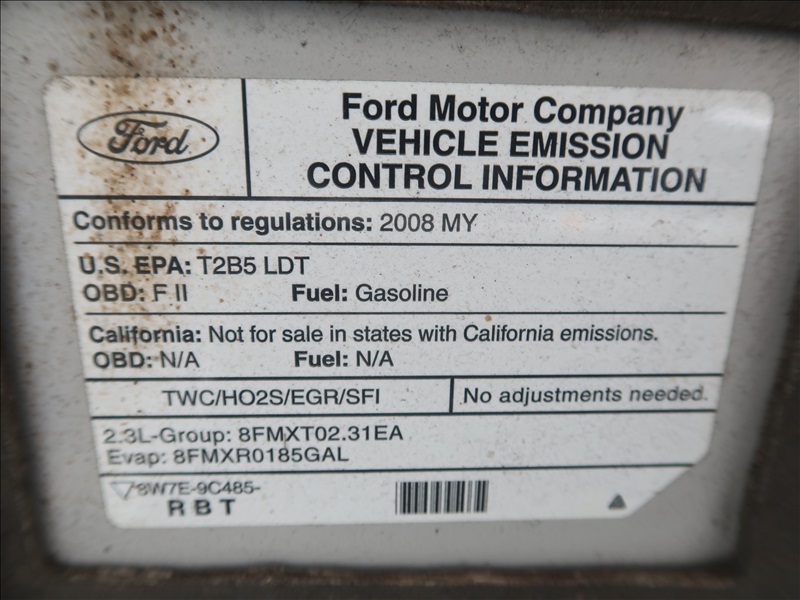 Ford
Ford Motor Company
VEHICLE EMISSION
CONTROL INFORMATION
Conforms to regulations: 2008 MY
U.S. EPA: T2B5 LDT
OBD: F II Fuel: Gasoline
California: Not for sale in states with California emissions.
OBD: N/A Fuel: N/A
TWC/HO2S/EGR/SFI No adjustments needed.
2.3L-Group: 8FMXT02.31EA
Evap: 8FMXR0185GAL
8W7E-9C485-
RBT